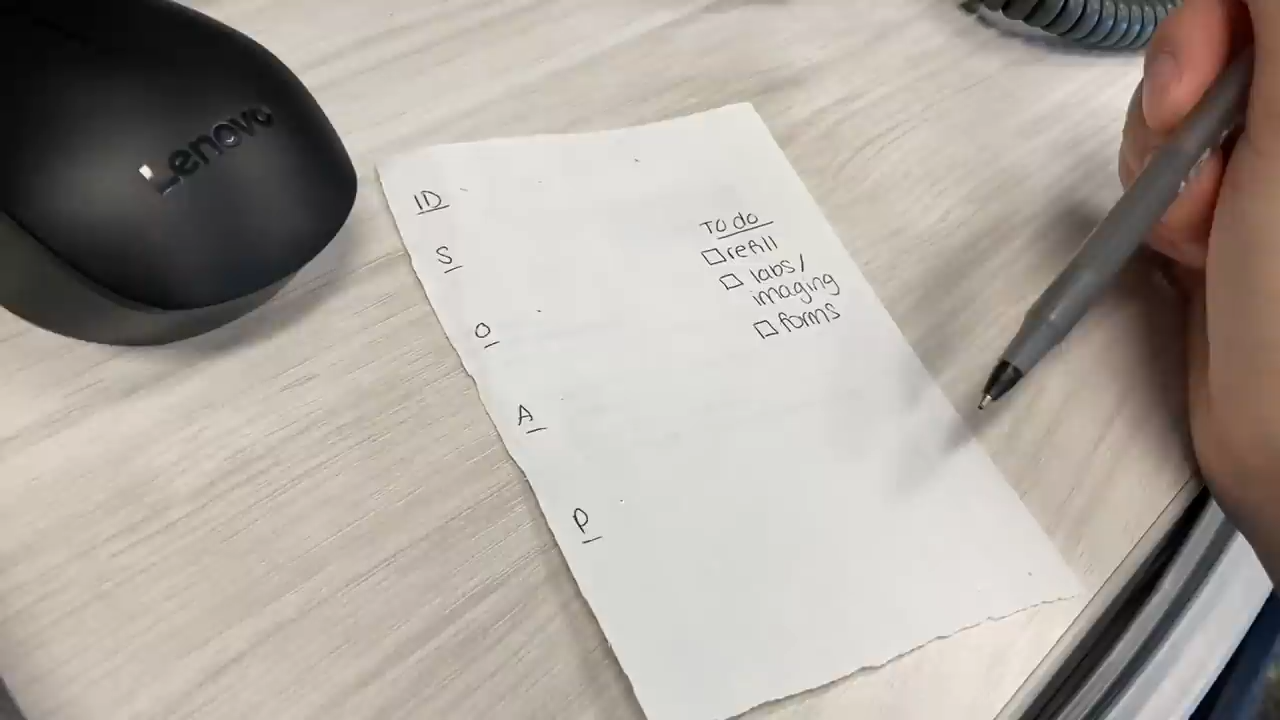 Lenovo
ID
S
O
A
P
To do
refill
labs/
imaging
forms